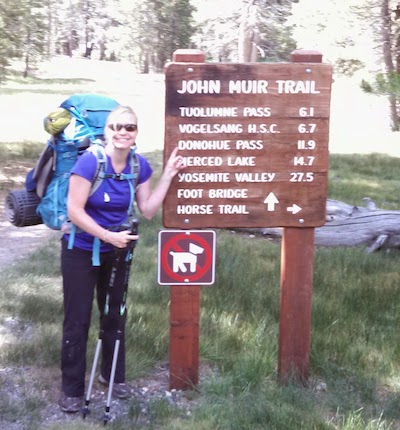 JOHN MUIR TRAIL
TUOLUMNE PASS 6.1
VOGELSANG H.S.C. 6.7
DONOHUE PASS 11.9
MERCED LAKE 14.7
YOSEMITE VALLEY 27.5
FOOT BRIDGE
HORSE TRAIL